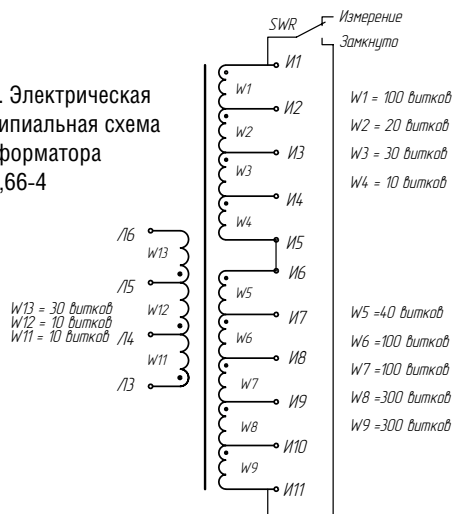 SWR
Измерение
Замкнуто
. Электрическая
ипиальная схема
форматора
,66-4
И1
W1
И2
W2
И3
W3
И4
W4
И5
И6
W5
И7
W6
И8
W7
И9
W8
И10
W9
И11
W1 = 100 витков
W2 = 20 витков
W3 = 30 витков
W4 = 10 витков
W5 =40 витков
W6 =100 витков
W7 =100 витков
W8 =300 витков
W9 =300 витков
Л6
W13
Л5
W12
Л4
W11
Л3
W13 = 30 витков
W12 = 10 витков
W11 = 10 витков